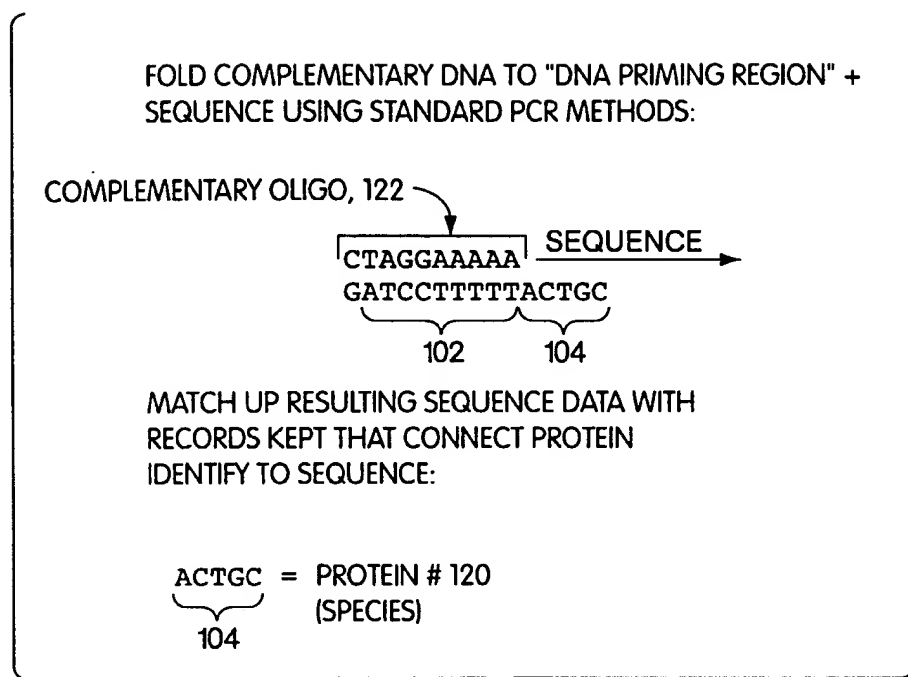 FOLD COMPLEMENTARY DNA TO "DNA PRIMING REGION" +
SEQUENCE USING STANDARD PCR METHODS:
COMPLEMENTARY OLIGO, 122
CTAGGAAAAA SEQUENCE
GATCCTTTTTACTGC
102 104
MATCH UP RESULTING SEQUENCE DATA WITH
RECORDS KEPT THAT CONNECT PROTEIN
IDENTIFY TO SEQUENCE:
ACTGC = PROTEIN # 120
(SPECIES)
104